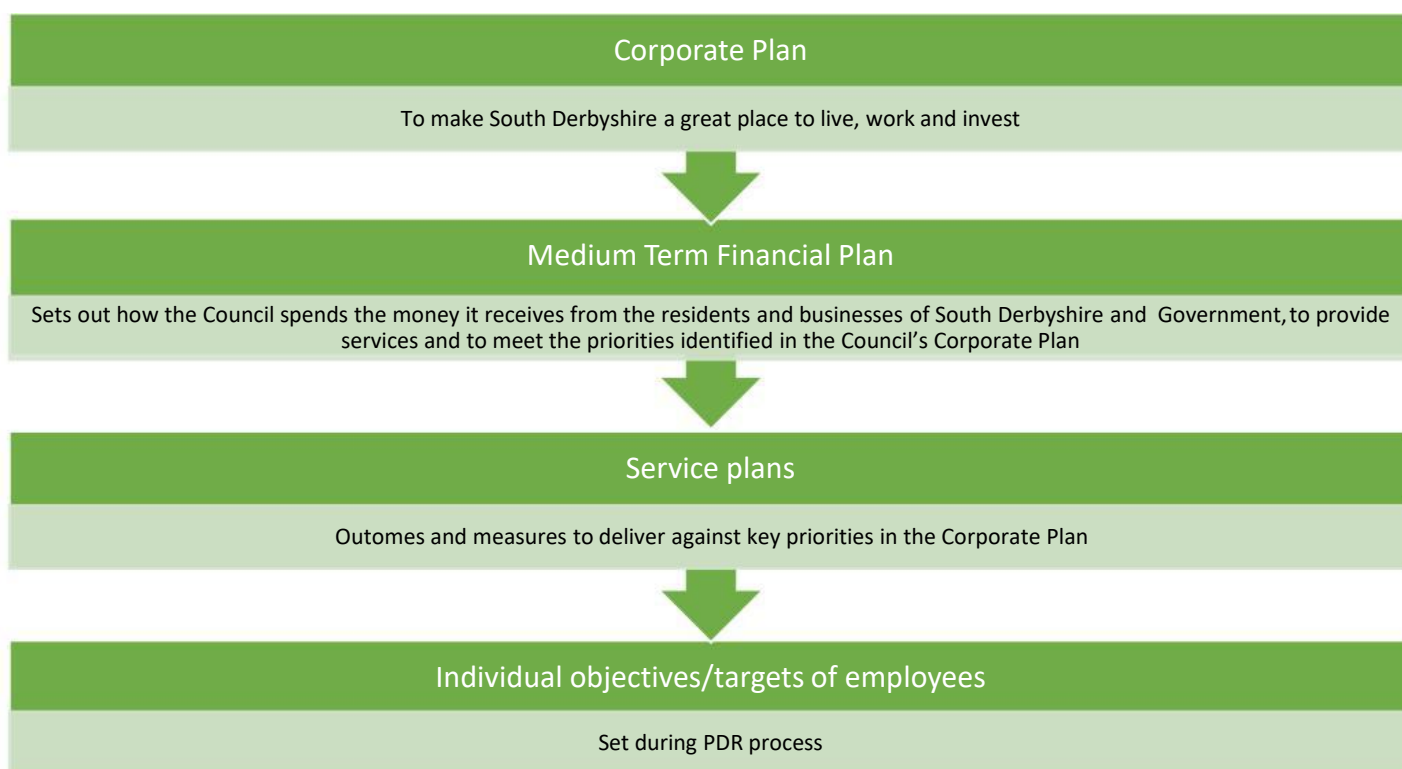 Corporate Plan
To make South Derbyshire a great place to live, work and invest
Medium Term Financial Plan
Sets out how the Council spends the money it receives from the residents and businesses of South Derbyshire and Government, to provide
services and to meet the priorities identified in the Council’s Corporate Plan
Service plans
Outomes and measures to deliver against key priorities in the Corporate Plan
Individual objectives/targets of employees
Set during PDR process